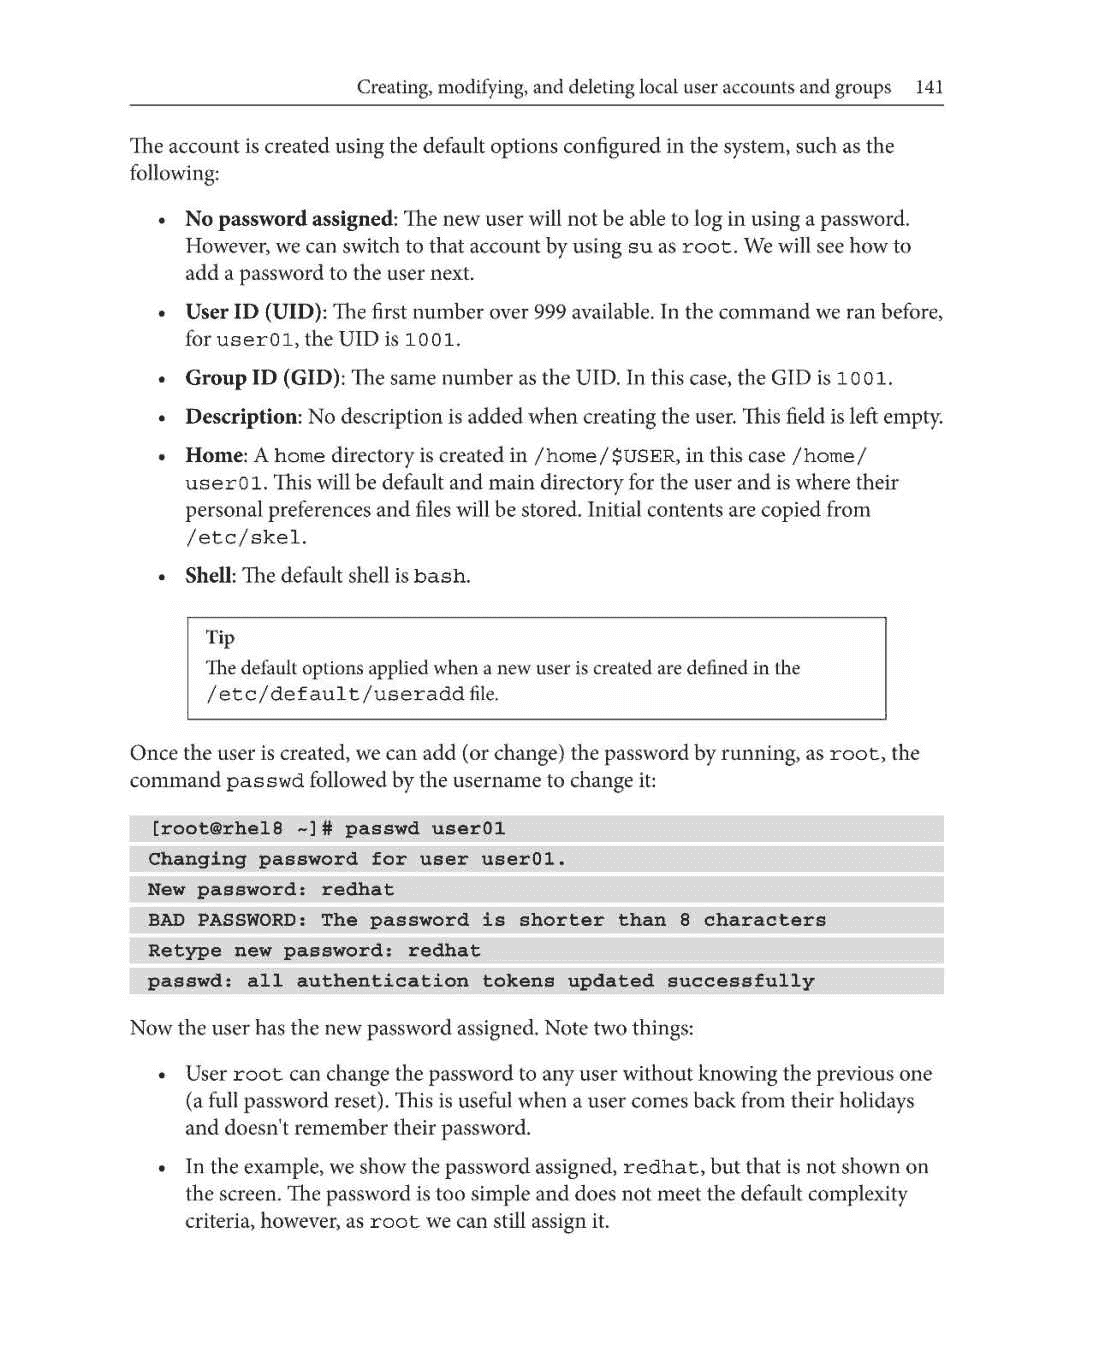 Creating, modifying, and deleting local user accounts and groups 141
The account is created using the default options configured in the system, such as the
following:
• No password assigned: The new user will not be able to log in using a password.
However, we can switch to that account by using su as root. We will see how to
add a password to the user next.
• User ID (UID): The first number over 999 available. In the command we ran before,
for user01, the UID is 1001.
• Group ID (GID): The same number as the UID. In this case, the GID is 1001.
• Description: No description is added when creating the user. This field is left empty.
• Home: A home directory is created in /home/$USER, in this case /home/
user01. This will be default and main directory for the user and is where their
personal preferences and files will be stored. Initial contents are copied from
/etc/skel.
• Shell: The default shell is bash.
Tip
The default options applied when a new user is created are defined in the
/etc/default/useradd file.
Once the user is created, we can add (or change) the password by running, as root, the
command passwd followed by the username to change it:
[root@rhel8 ~]# passwd user01
Changing password for user user01.
New password: redhat
BAD PASSWORD: The password is shorter than 8 characters
Retype new password: redhat
passwd: all authentication tokens updated successfully
Now the user has the new password assigned. Note two things:
• User root can change the password to any user without knowing the previous one
(a full password reset). This is useful when a user comes back from their holidays
and doesn't remember their password.
• In the example, we show the password assigned, redhat, but that is not shown on
the screen. The password is too simple and does not meet the default complexity
criteria, however, as root we can still assign it.